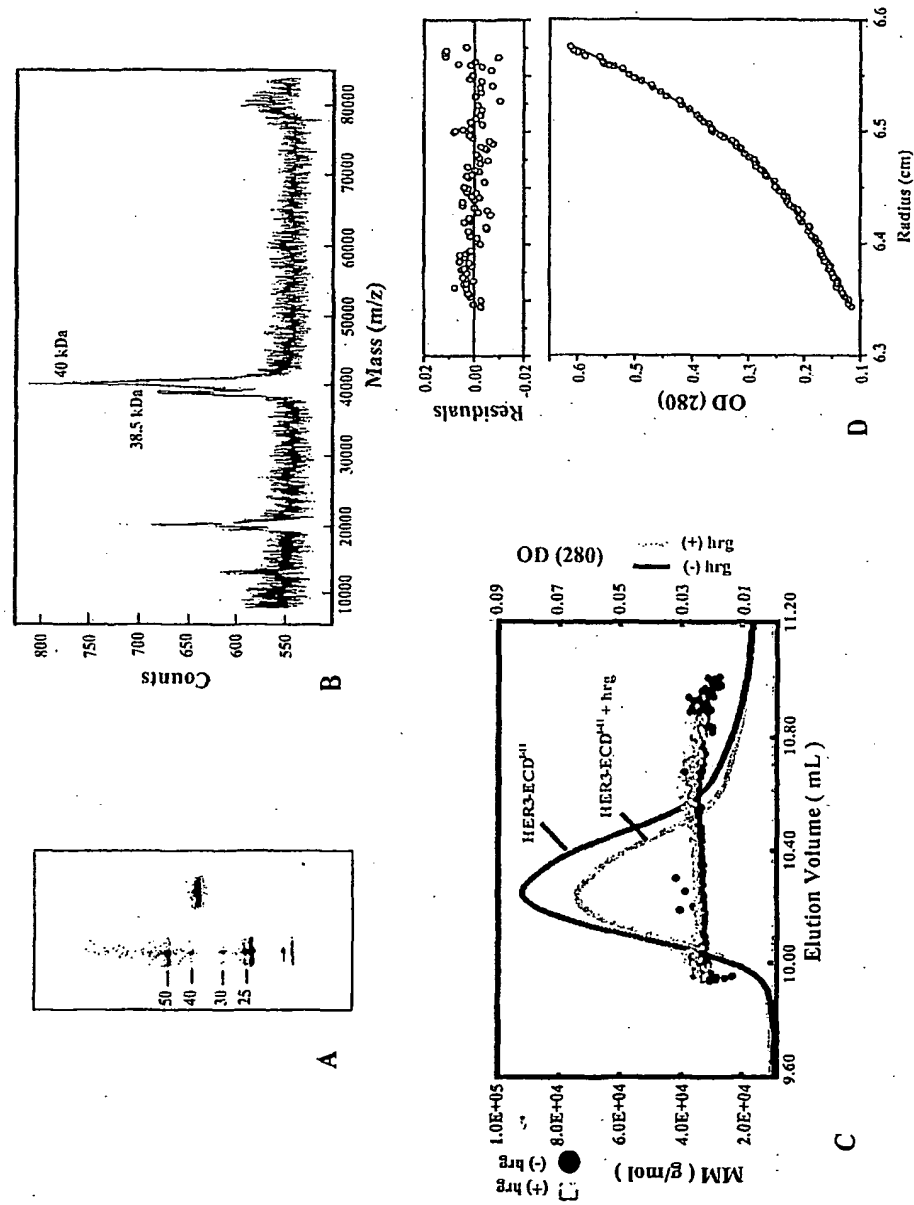 A
50
40
30
25
B
Counts
800
750
700
650
600
550
38.5 kDa
40 kDa
10000 20000 30000 40000 50000 60000 70000 80000
Mass (m/z)
C
(+) hrg
(-) hrg
MM ( g/mol )
1.0E+05
8.0E+04
6.0E+04
4.0E+04
2.0E+04
HER3-ECD
HER3-ECD + hrg
9.60 10.00 10.40 10.80 11.20
Elution Volume ( mL )
0.09
0.07
0.05
0.03
0.01
OD (280)
(+) hrg
(-) hrg
D
Residuals
0.02
0.00
-0.02
OD (280)
0.6
0.5
0.4
0.3
0.2
0.1
6.3 6.4 6.5 6.6
Radius (cm)